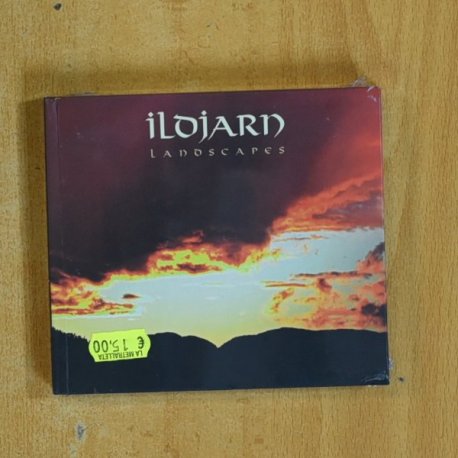 ILDJARN
LANDSCAPES
€ 15,00
LA METRALLETA